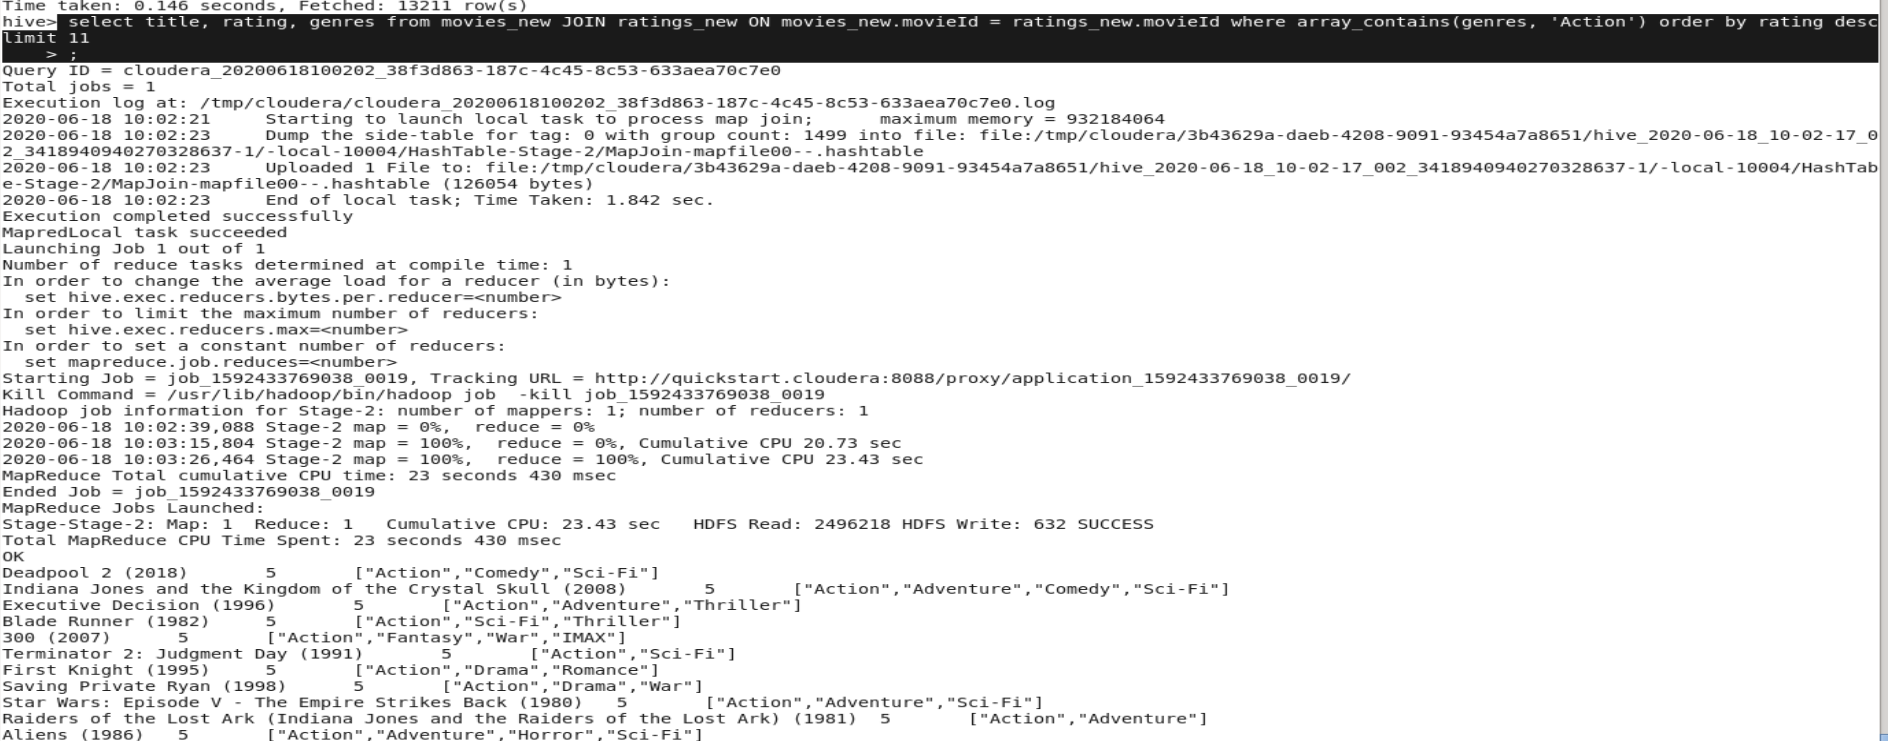 Time taken: 0.146 seconds, Fetched: 13211 row(s)
hive> select title, rating, genres from movies_new JOIN ratings_new ON movies_new.movieId = ratings_new.movieId where array_contains(genres, 'Action') order by rating desc
limit 11
    > ;
Query ID = cloudera_20200618100202_38f3d863-187c-4c45-8c53-633aea70c7e0
Total jobs = 1
Execution log at: /tmp/cloudera/cloudera_20200618100202_38f3d863-187c-4c45-8c53-633aea70c7e0.log
2020-06-18 10:02:21     Starting to launch local task to process map join;      maximum memory = 932184064
2020-06-18 10:02:23     Dump the side-table for tag: 0 with group count: 1499 into file: file:/tmp/cloudera/3b43629a-daeb-4208-9091-93454a7a8651/hive_2020-06-18_10-02-17_0
2_3418940940270328637-1/-local-10004/HashTable-Stage-2/MapJoin-mapfile00--.hashtable
2020-06-18 10:02:23     Uploaded 1 File to: file:/tmp/cloudera/3b43629a-daeb-4208-9091-93454a7a8651/hive_2020-06-18_10-02-17_002_3418940940270328637-1/-local-10004/HashTab
e-Stage-2/MapJoin-mapfile00--.hashtable (126054 bytes)
2020-06-18 10:02:23     End of local task; Time Taken: 1.842 sec.
Execution completed successfully
MapredLocal task succeeded
Launching Job 1 out of 1
Number of reduce tasks determined at compile time: 1
In order to change the average load for a reducer (in bytes):
  set hive.exec.reducers.bytes.per.reducer=<number>
In order to limit the maximum number of reducers:
  set hive.exec.reducers.max=<number>
In order to set a constant number of reducers:
  set mapreduce.job.reduces=<number>
Starting Job = job_1592433769038_0019, Tracking URL = http://quickstart.cloudera:8088/proxy/application_1592433769038_0019/
Kill Command = /usr/lib/hadoop/bin/hadoop job  -kill job_1592433769038_0019
Hadoop job information for Stage-2: number of mappers: 1; number of reducers: 1
2020-06-18 10:02:39,088 Stage-2 map = 0%,  reduce = 0%
2020-06-18 10:03:15,804 Stage-2 map = 100%,  reduce = 0%, Cumulative CPU 20.73 sec
2020-06-18 10:03:26,464 Stage-2 map = 100%,  reduce = 100%, Cumulative CPU 23.43 sec
MapReduce Total cumulative CPU time: 23 seconds 430 msec
Ended Job = job_1592433769038_0019
MapReduce Jobs Launched:
Stage-Stage-2: Map: 1  Reduce: 1   Cumulative CPU: 23.43 sec   HDFS Read: 2496218 HDFS Write: 632 SUCCESS
Total MapReduce CPU Time Spent: 23 seconds 430 msec
OK
Deadpool 2 (2018)       5       ["Action","Comedy","Sci-Fi"]
Indiana Jones and the Kingdom of the Crystal Skull (2008)       5       ["Action","Adventure","Comedy","Sci-Fi"]
Executive Decision (1996)       5       ["Action","Adventure","Thriller"]
Blade Runner (1982)     5       ["Action","Sci-Fi","Thriller"]
300 (2007)      5       ["Action","Fantasy","War","IMAX"]
Terminator 2: Judgment Day (1991)       5       ["Action","Sci-Fi"]
First Knight (1995)     5       ["Action","Drama","Romance"]
Saving Private Ryan (1998)      5       ["Action","Drama","War"]
Star Wars: Episode V - The Empire Strikes Back (1980)   5       ["Action","Adventure","Sci-Fi"]
Raiders of the Lost Ark (Indiana Jones and the Raiders of the Lost Ark) (1981)  5       ["Action","Adventure"]
Aliens (1986)   5       ["Action","Adventure","Horror","Sci-Fi"]